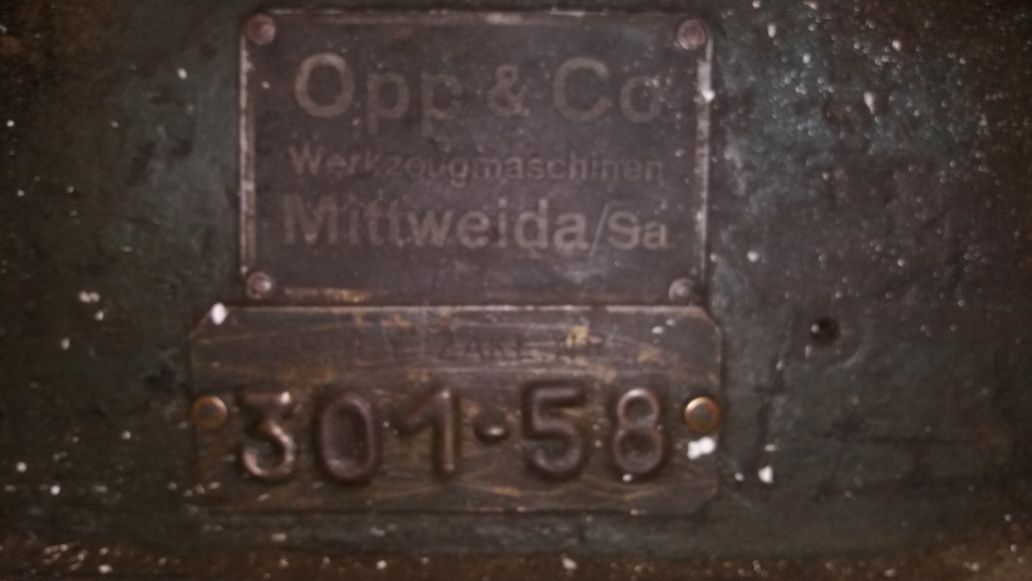 Opp & Co
Werkzeugmaschinen
Mittweida/Sa
301·58